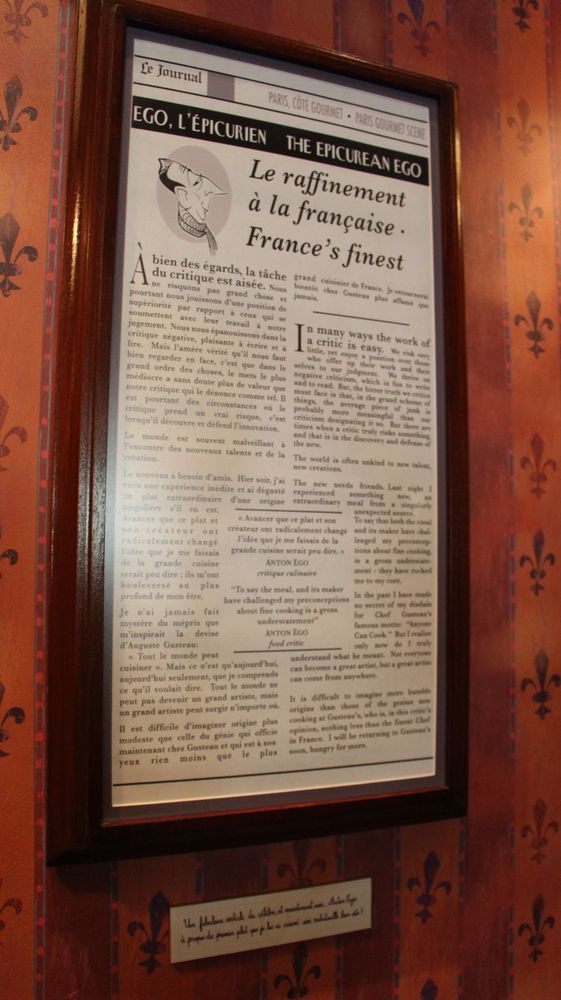 Le Journal
PARIS, CÔTÉ GOURMET • PARIS GOURMET SCENE
EGO, L'ÉPICURIEN THE EPICUREAN EGO
Le raffinement
à la française ·
France's finest
À bien des égards, la tâche
du critique est aisée. Nous
ne risquons pas grand chose et
pourtant nous jouissons d'une position de
supériorité par rapport à ceux qui se
soumettent avec leur travail à notre
jugement. Nous nous épanouissons dans la
critique négative, plaisante à écrire et à
lire. Mais l'amère vérité qu'il nous faut
bien regarder en face, c'est que dans le
grand ordre des choses, le mets le plus
médiocre a sans doute plus de valeur que
notre critique qui le dénonce comme tel. Il
est pourtant des circonstances où le
critique prend un vrai risque, c'est
lorsqu'il découvre et défend l'innovation.
Le monde est souvent malveillant à
l'encontre des nouveaux talents et de la
création.
Le nouveau a besoin d'amis. Hier soir, j'ai
vécu une expérience inédite et ai dégusté
un plat extraordinaire d'une origine
singulière s'il en est.
Avancer que ce plat et
son créateur ont
radicalement changé
l'idée que je me faisais
de la grande cuisine
serait peu dire ; ils m'ont
bouleversé au plus
profond de mon être.
Je n'ai jamais fait
mystère du mépris que
m'inspirait la devise
d'Auguste Gusteau:
« Tout le monde peut
cuisiner ». Mais ce n'est qu'aujourd'hui,
aujourd'hui seulement, que je comprends
ce qu'il voulait dire. Tout le monde ne
peut pas devenir un grand artiste, mais
un grand artiste peut surgir n'importe où.
Il est difficile d'imaginer origine plus
modeste que celle du génie qui officie
maintenant chez Gusteau et qui est à nos
yeux rien moins que le plus
grand cuisinier de France. Je retournerai
bientôt chez Gusteau plus affamé que
jamais.
« Avancer que ce plat et son
créateur ont radicalement changé
l'idée que je me faisais de la
grande cuisine serait peu dire. »
ANTON EGO
critique culinaire
"To say the meal, and its maker
have challenged my preconceptions
about fine cooking is a gross
understatement"
ANTON EGO
food critic
In many ways the work of
a critic is easy. We risk very
little, yet enjoy a position over those
who offer up their work and their
selves to our judgment. We thrive on
negative criticism, which is fun to write
and to read. But, the bitter truth we critics
must face is that, in the grand scheme of
things, the average piece of junk is
probably more meaningful than our
criticism designating it so. But there are
times when a critic truly risks something,
and that is in the discovery and defense of
the new.
The world is often unkind to new talent,
new creations.
The new needs friends. Last night I
experienced something new, an
extraordinary meal from a singularly
unexpected source.
To say that both the meal
and its maker have chal-
lenged my preconcep-
tions about fine cooking,
is a gross understate-
ment - they have rocked
me to my core.
In the past I have made
no secret of my disdain
for Chef Gusteau's
famous motto: "Anyone
Can Cook." But I realize
only now do I truly
understand what he meant. Not everyone
can become a great artist, but a great artist
can come from anywhere.
It is difficult to imagine more humble
origins than those of the genius now
cooking at Gusteau's, who is, in this critic's
opinion, nothing less than the finest Chef
in France. I will be returning to Gusteau's
soon, hungry for more.
Une fabuleux article du célèbre, et maintenant ami, Anton Ego
à propos du premier plat que je lui ai cuisiné: une ratatouille bien sûr !